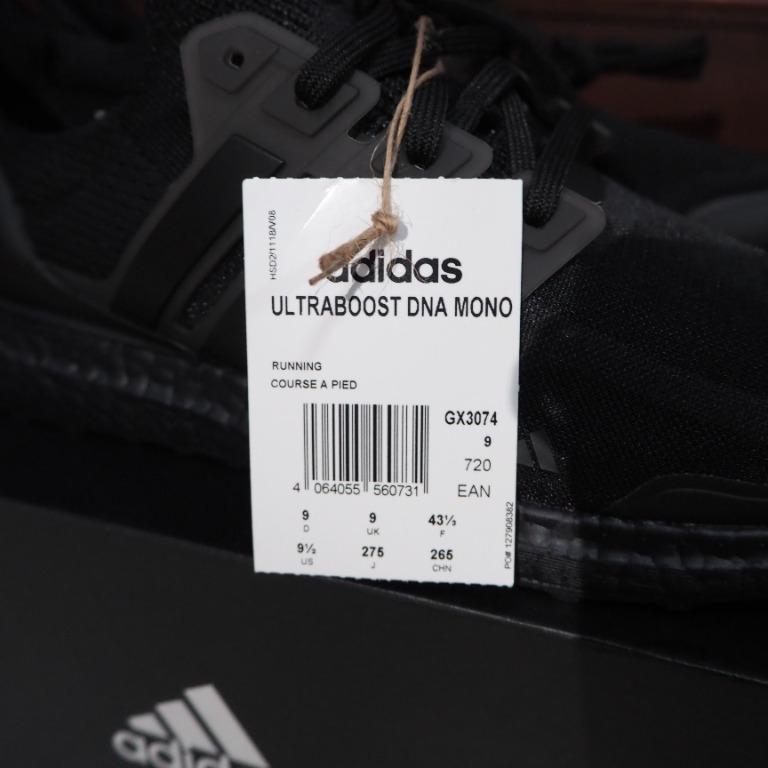 HSD2/1118/V08
adidas
ULTRABOOST DNA MONO
RUNNING
COURSE A PIED
GX3074
9
720
EAN
4 064055 560731
9 9 43⅓
D UK F
9½ 275 265
US J CHN
PO# 127908382
adidas